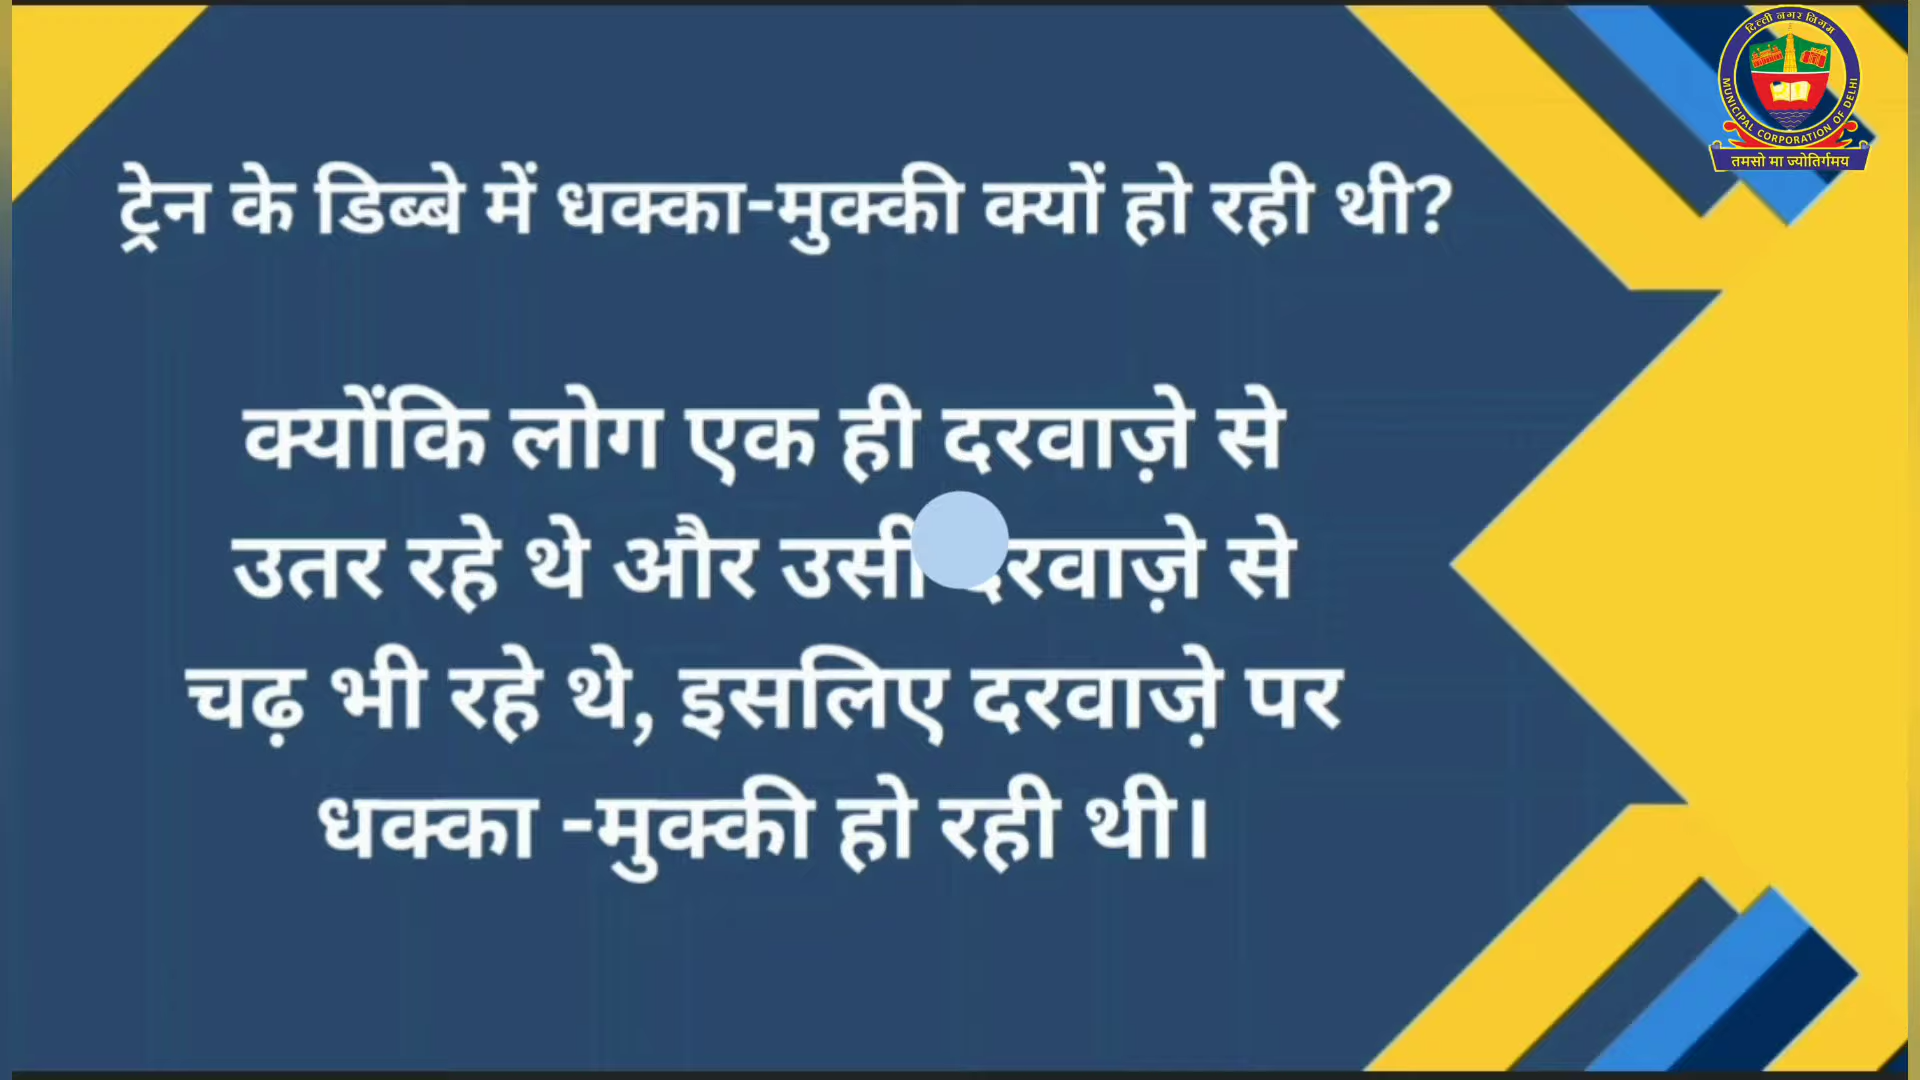 दिल्ली नगर निगम
MUNICIPAL CORPORATION OF DELHI
तमसो मा ज्योतिर्गमय
ट्रेन के डिब्बे में धक्का-मुक्की क्यों हो रही थी?
क्योंकि लोग एक ही दरवाज़े से
उतर रहे थे और उसी दरवाज़े से
चढ़ भी रहे थे, इसलिए दरवाज़े पर
धक्का -मुक्की हो रही थी।